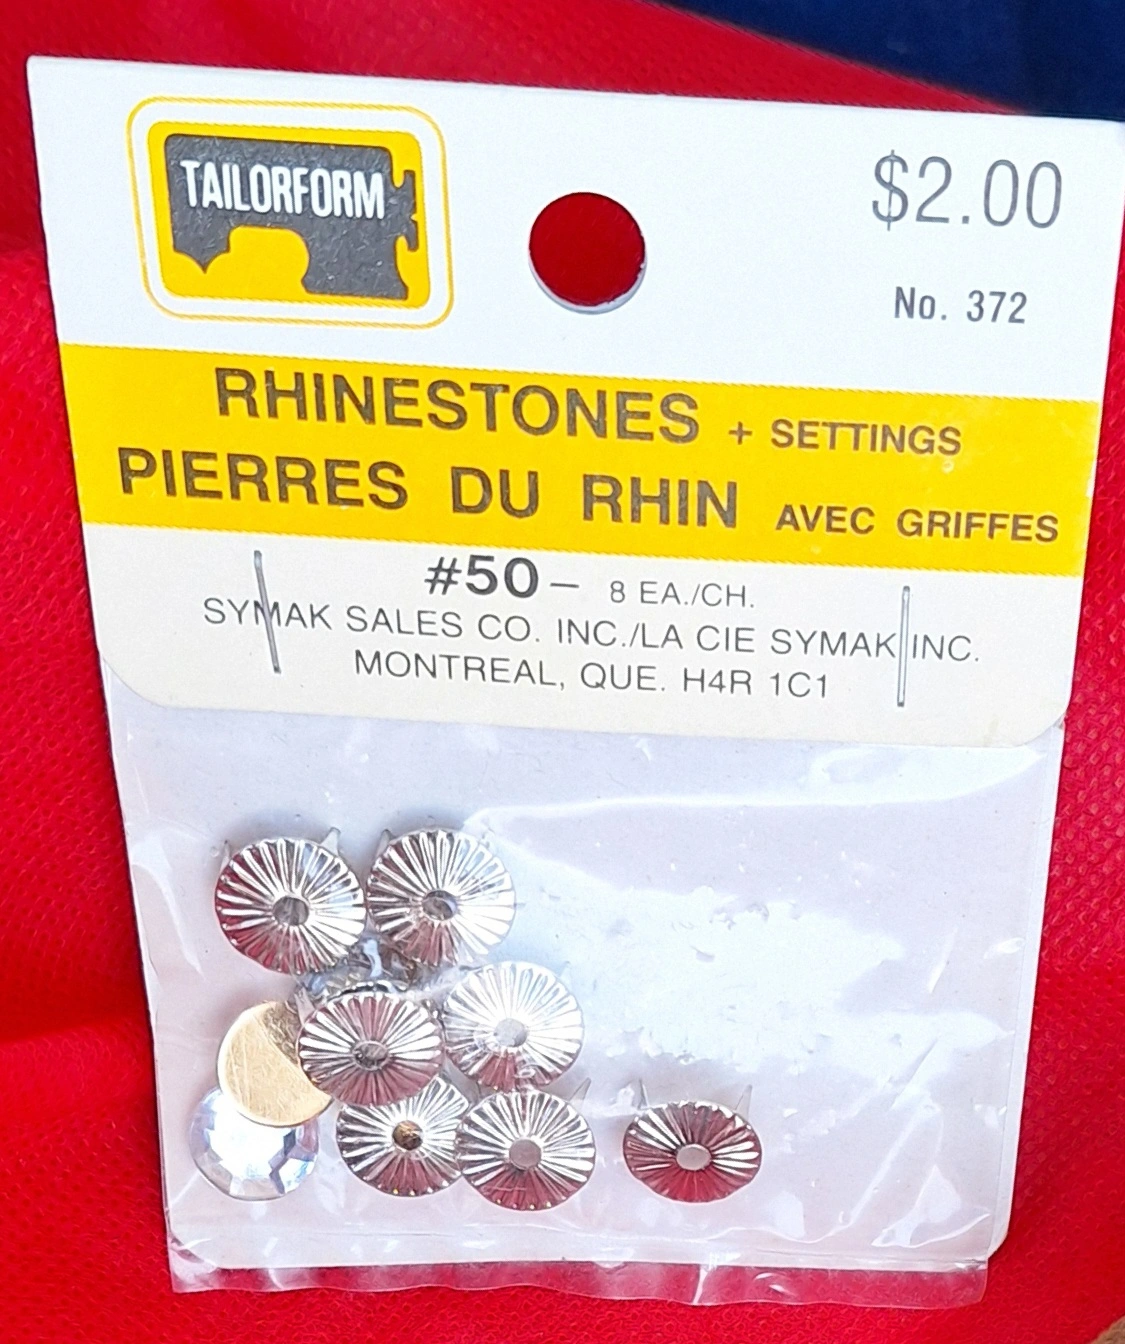 TAILORFORM
$2.00
No. 372
RHINESTONES + SETTINGS
PIERRES DU RHIN AVEC GRIFFES
#50 – 8 EA./CH.
SYMAK SALES CO. INC./LA CIE SYMAK INC.
MONTREAL, QUE. H4R 1C1